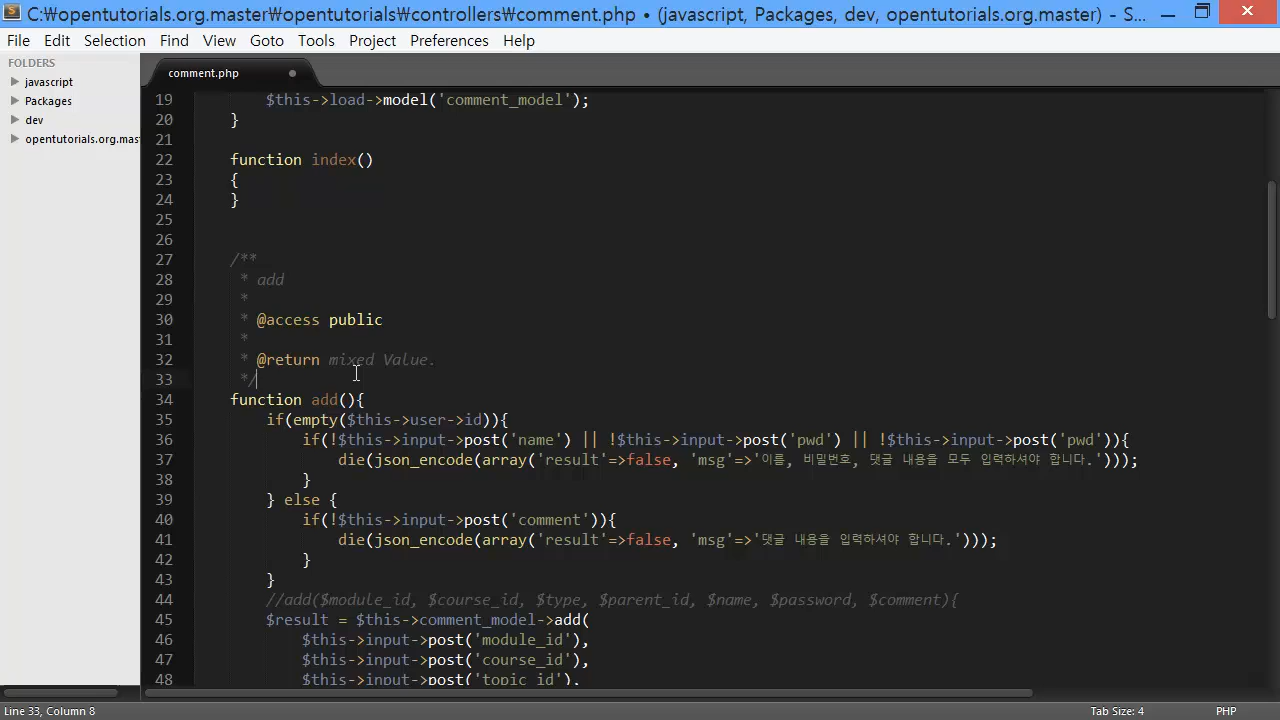 C:₩opentutorials.org.master₩opentutorials₩controllers₩comment.php • (javascript, Packages, dev, opentutorials.org.master) - S...
File Edit Selection Find View Goto Tools Project Preferences Help
FOLDERS
javascript
Packages
dev
opentutorials.org.mas
comment.php
19 $this->load->model('comment_model');
20 }
21
22 function index()
23 {
24 }
25
26
27 /**
28 * add
29 *
30 * @access public
31 *
32 * @return mixed Value.
33 */
34 function add(){
35 if(empty($this->user->id)){
36 if(!$this->input->post('name') || !$this->input->post('pwd') || !$this->input->post('pwd')){
37 die(json_encode(array('result'=>false, 'msg'=>'이름, 비밀번호, 댓글 내용을 모두 입력하셔야 합니다.')));
38 }
39 } else {
40 if(!$this->input->post('comment')){
41 die(json_encode(array('result'=>false, 'msg'=>'댓글 내용을 입력하셔야 합니다.')));
42 }
43 }
44 //add($module_id, $course_id, $type, $parent_id, $name, $password, $comment){
45 $result = $this->comment_model->add(
46 $this->input->post('module_id'),
47 $this->input->post('course_id'),
48 $this->input->post('topic_id'),
Line 33, Column 8
Tab Size: 4
PHP